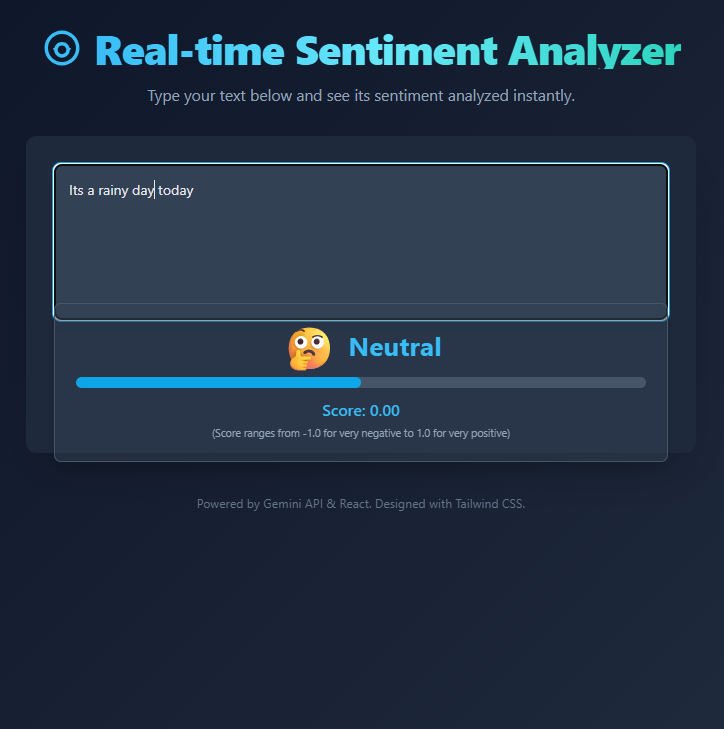 Real-time Sentiment Analyzer
Type your text below and see its sentiment analyzed instantly.
Its a rainy day today
Neutral
Score: 0.00
(Score ranges from -1.0 for very negative to 1.0 for very positive)
Powered by Gemini API & React. Designed with Tailwind CSS.